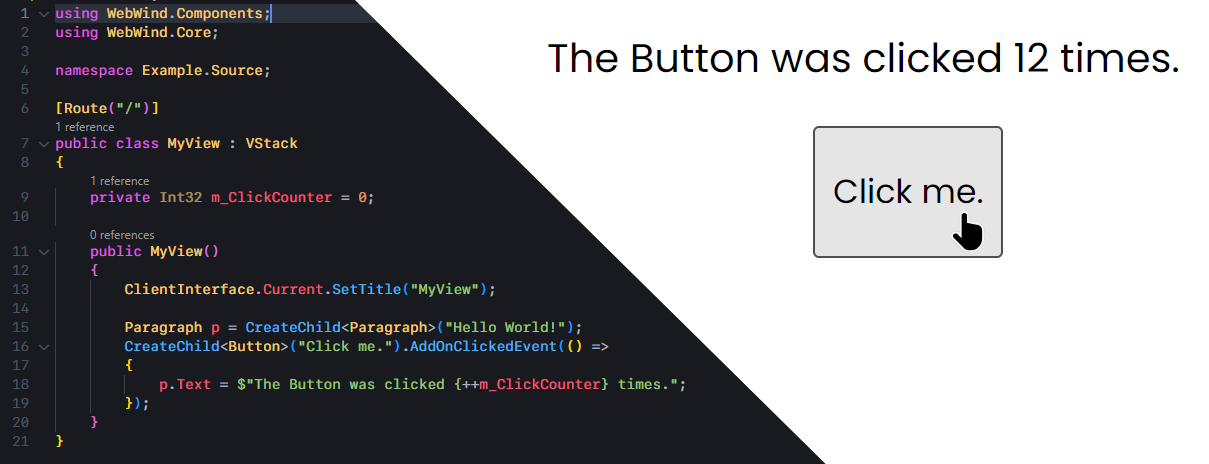 1 using WebWind.Components;
2 using WebWind.Core;
3
4 namespace Example.Source;
5
6 [Route("/")]
1 reference
7 public class MyView : VStack
8 {
1 reference
9 private Int32 m_ClickCounter = 0;
10
0 references
11 public MyView()
12 {
13 ClientInterface.Current.SetTitle("MyView");
14
15 Paragraph p = CreateChild<Paragraph>("Hello World!");
16 CreateChild<Button>("Click me.").AddOnClickedEvent(() =>
17 {
18 p.Text = $"The Button was clicked {++m_ClickCounter} times.";
19 });
20 }
21 }
The Button was clicked 12 times.
Click me.